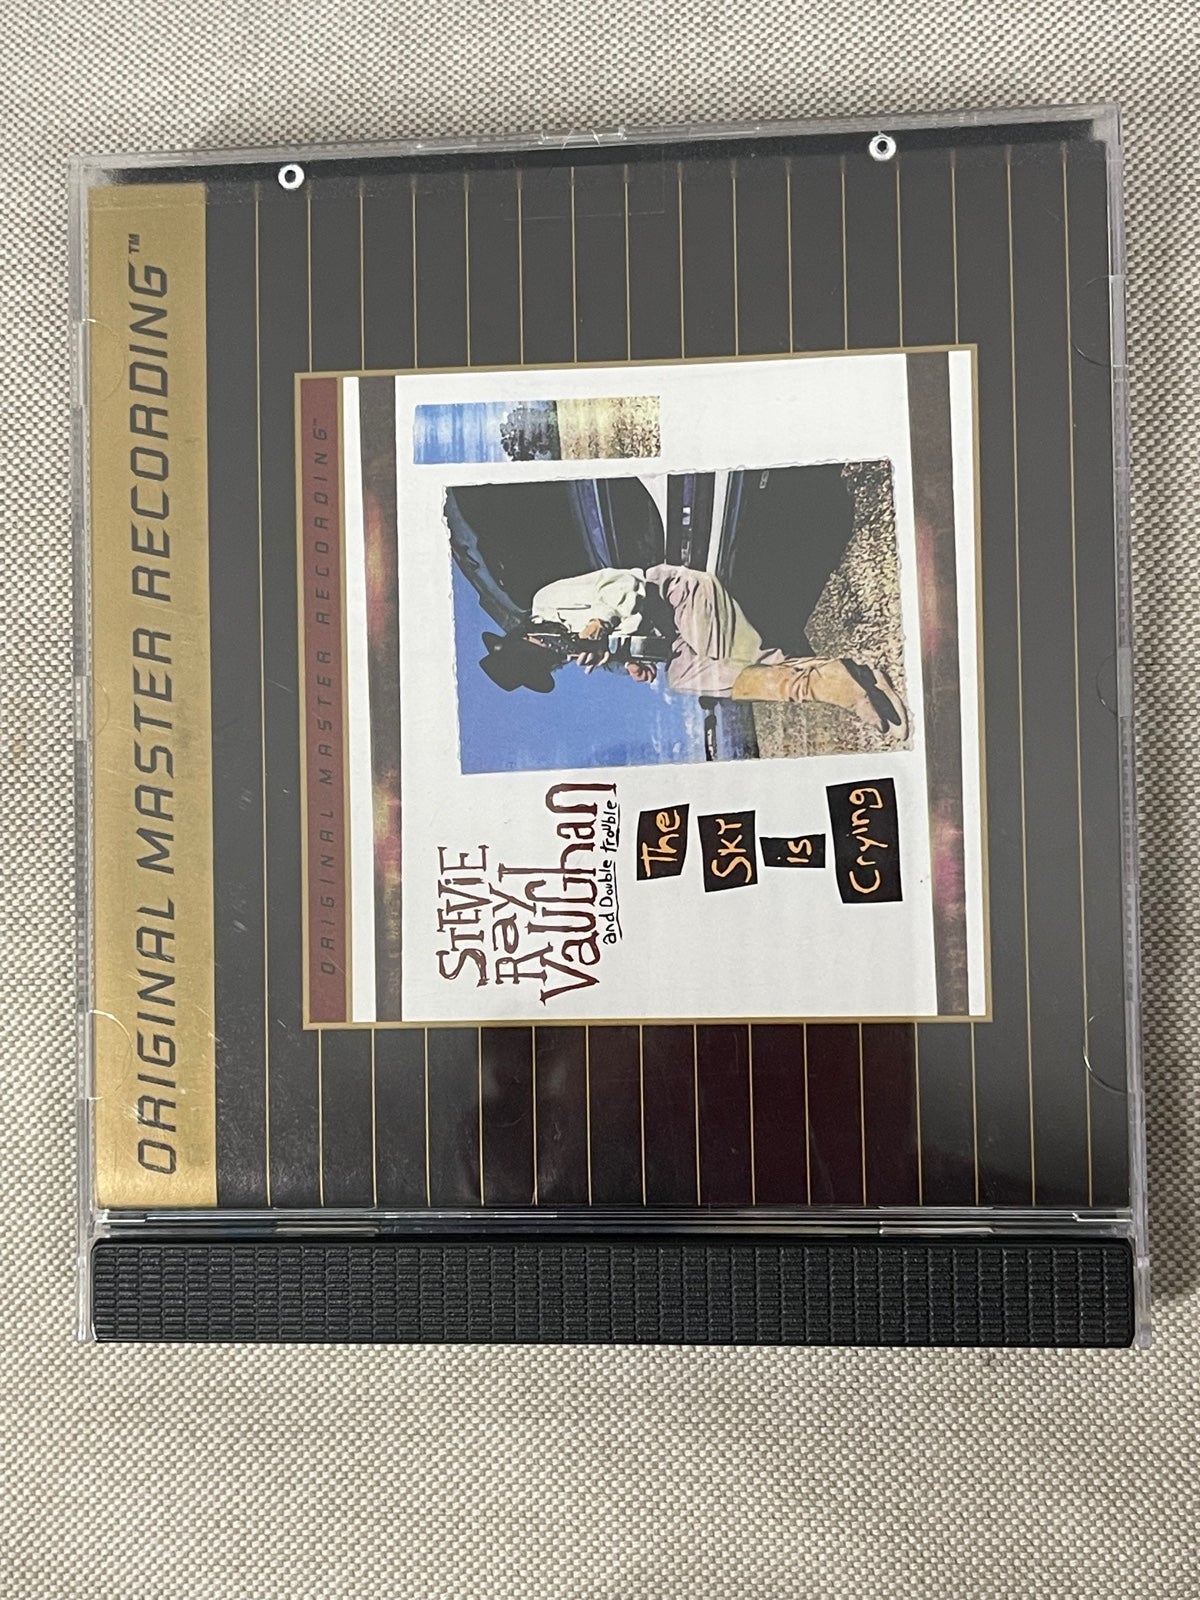 ORIGINAL MASTER RECORDING™
ORIGINAL MASTER RECORDING™
STEVIE
Ray
Vaughan
and Double trouble
The
SKY
is
Crying